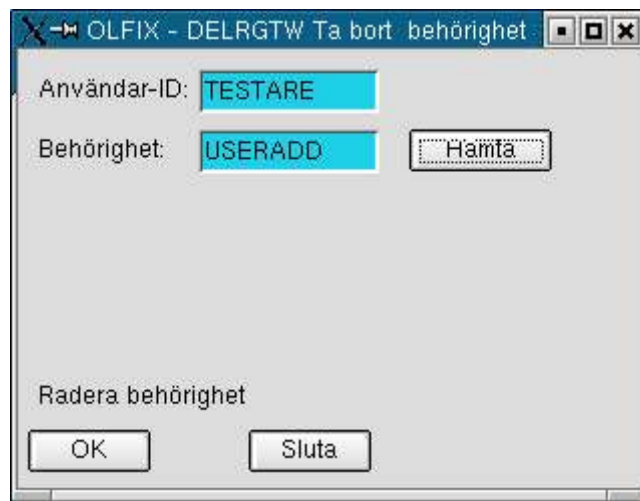 OLFIX - DELRGTW Ta bort behörighet
Användar-ID: TESTARE
Behörighet: USERADD Hämta
Radera behörighet
OK Sluta